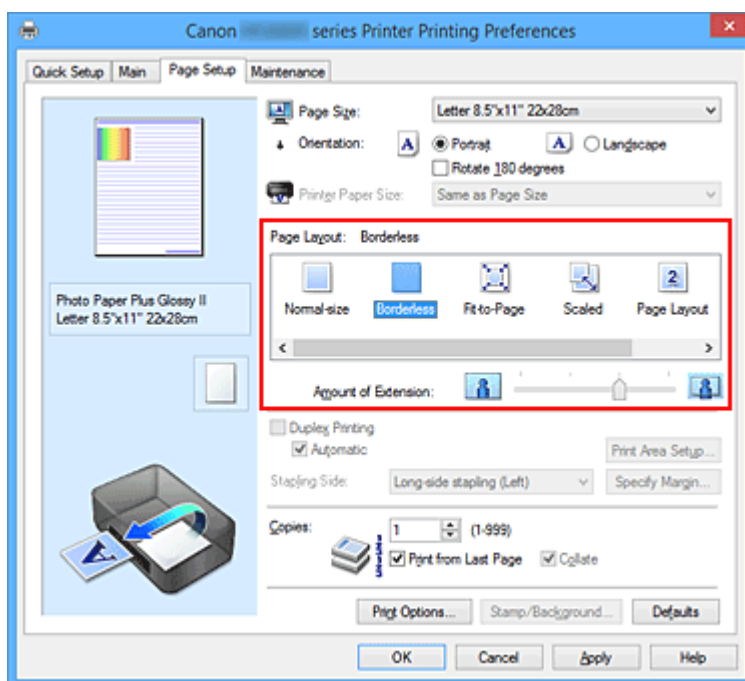 Canon series Printer Printing Preferences
Quick Setup Main Page Setup Maintenance
Page Size: Letter 8.5"x11" 22x28cm
Orientation: A Portrait A Landscape
Rotate 180 degrees
Printer Paper Size: Same as Page Size
Page Layout: Borderless
2
Normal-size Borderless Fit-to-Page Scaled Page Layout
Photo Paper Plus Glossy II
Letter 8.5"x11" 22x28cm
Amount of Extension:
Duplex Printing
Automatic Print Area Setup...
Stapling Side: Long-side stapling (Left) Specify Margin...
Copies: 1 (1-999)
Print from Last Page Collate
A
Print Options... Stamp/Background... Defaults
OK Cancel Apply Help